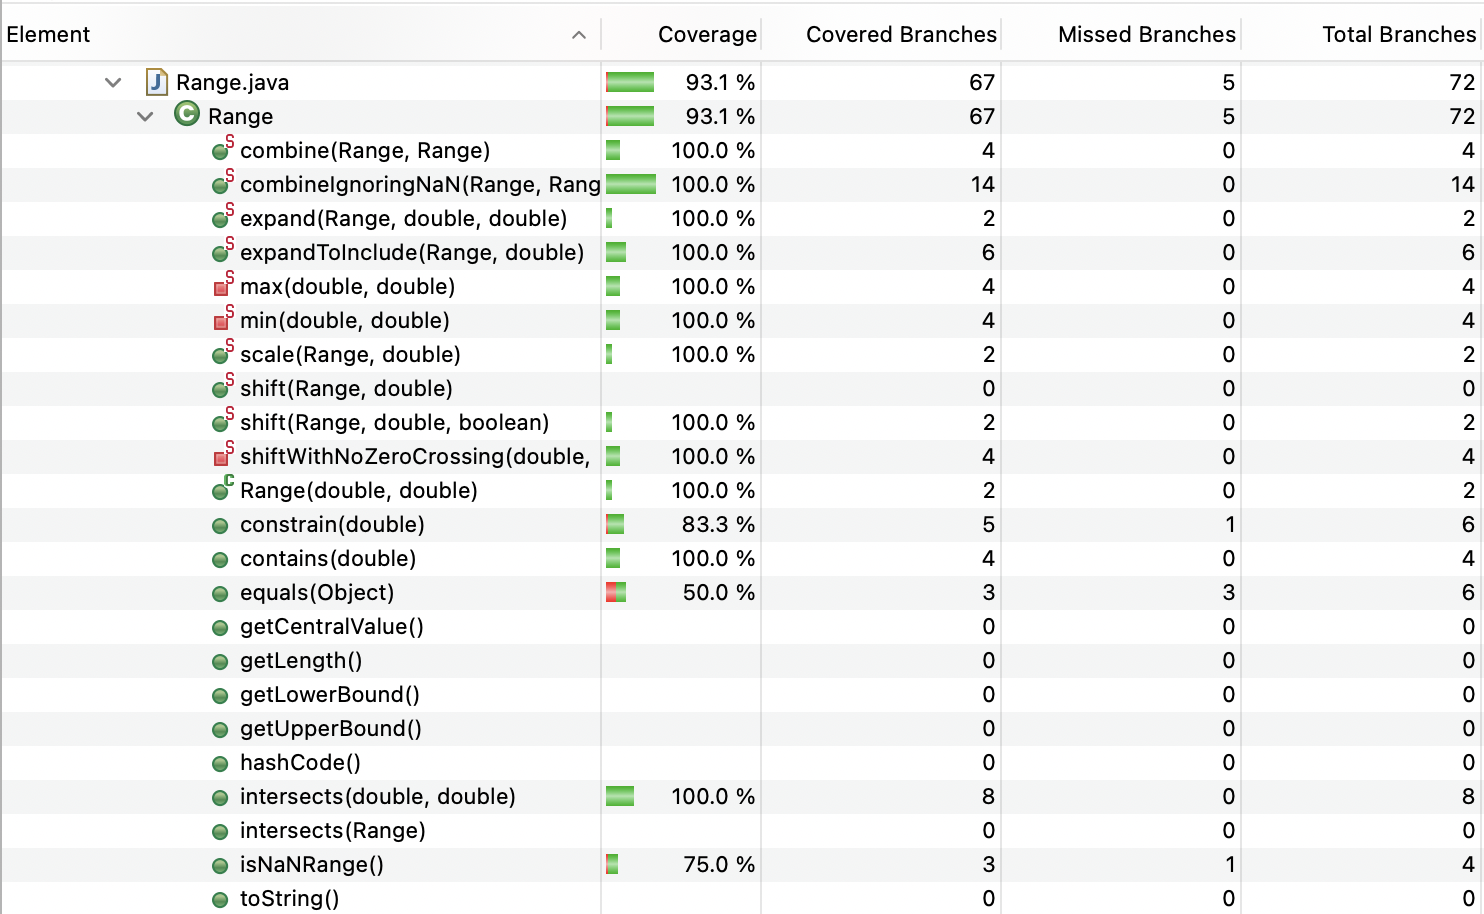 Element Coverage Covered Branches Missed Branches Total Branches
J Range.java 93.1 % 67 5 72
C Range 93.1 % 67 5 72
S combine(Range, Range) 100.0 % 4 0 4
S combineIgnoringNaN(Range, Rang 100.0 % 14 0 14
S expand(Range, double, double) 100.0 % 2 0 2
S expandToInclude(Range, double) 100.0 % 6 0 6
S max(double, double) 100.0 % 4 0 4
S min(double, double) 100.0 % 4 0 4
S scale(Range, double) 100.0 % 2 0 2
S shift(Range, double) 0 0 0
S shift(Range, double, boolean) 100.0 % 2 0 2
S shiftWithNoZeroCrossing(double, 100.0 % 4 0 4
C Range(double, double) 100.0 % 2 0 2
constrain(double) 83.3 % 5 1 6
contains(double) 100.0 % 4 0 4
equals(Object) 50.0 % 3 3 6
getCentralValue() 0 0 0
getLength() 0 0 0
getLowerBound() 0 0 0
getUpperBound() 0 0 0
hashCode() 0 0 0
intersects(double, double) 100.0 % 8 0 8
intersects(Range) 0 0 0
isNaNRange() 75.0 % 3 1 4
toString() 0 0 0